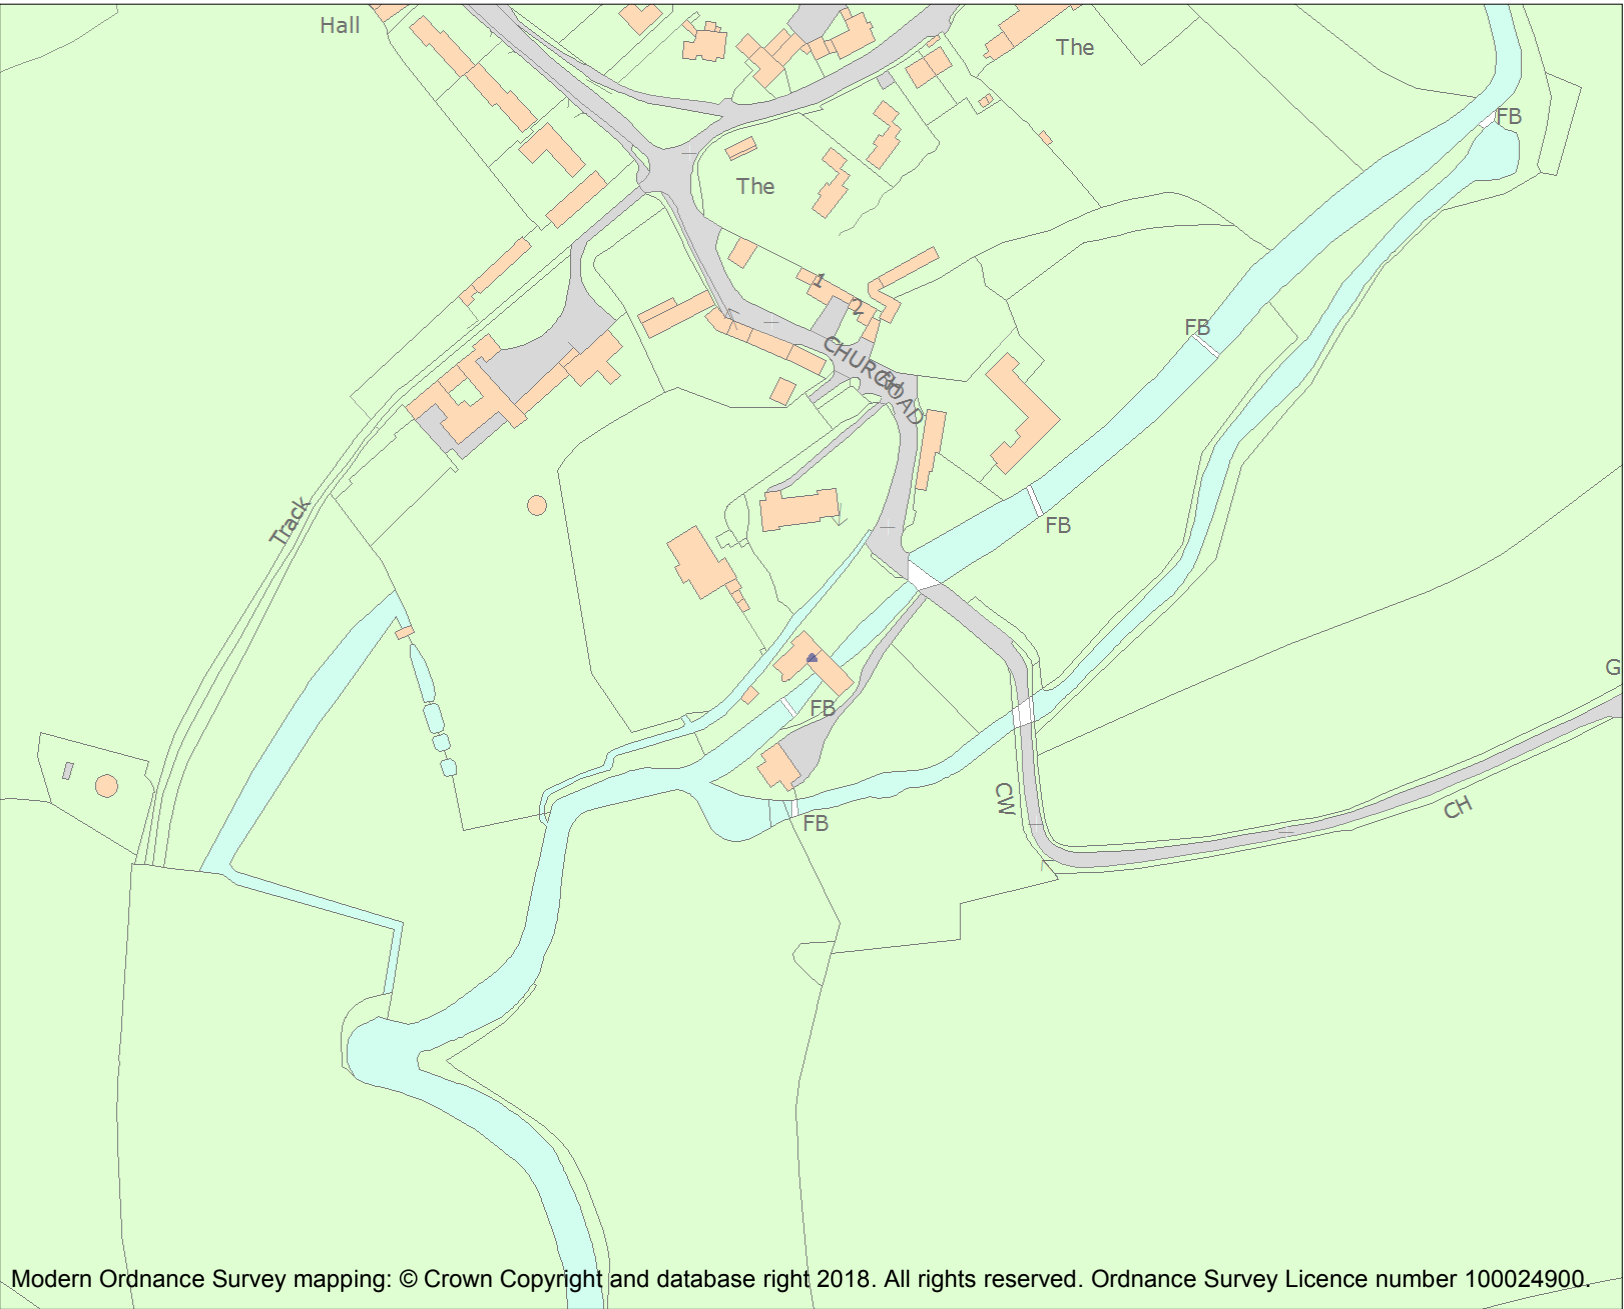 Hall
The
FB
The
1
2
FB
CHURCH
ROAD
Track
FB
G
FB
CW
CH
FB
Modern Ordnance Survey mapping: © Crown Copyright and database right 2018. All rights reserved. Ordnance Survey Licence number 100024900.